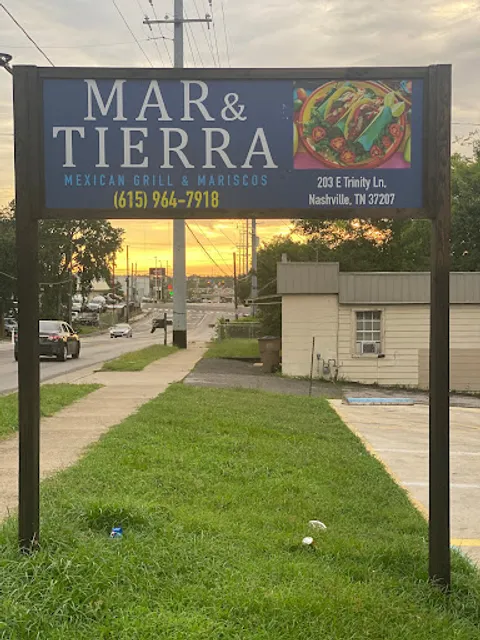 MAR&
TIERRA
MEXICAN GRILL & MARISCOS
(615) 964-7918
203 E Trinity Ln.
Nashville, TN 37207